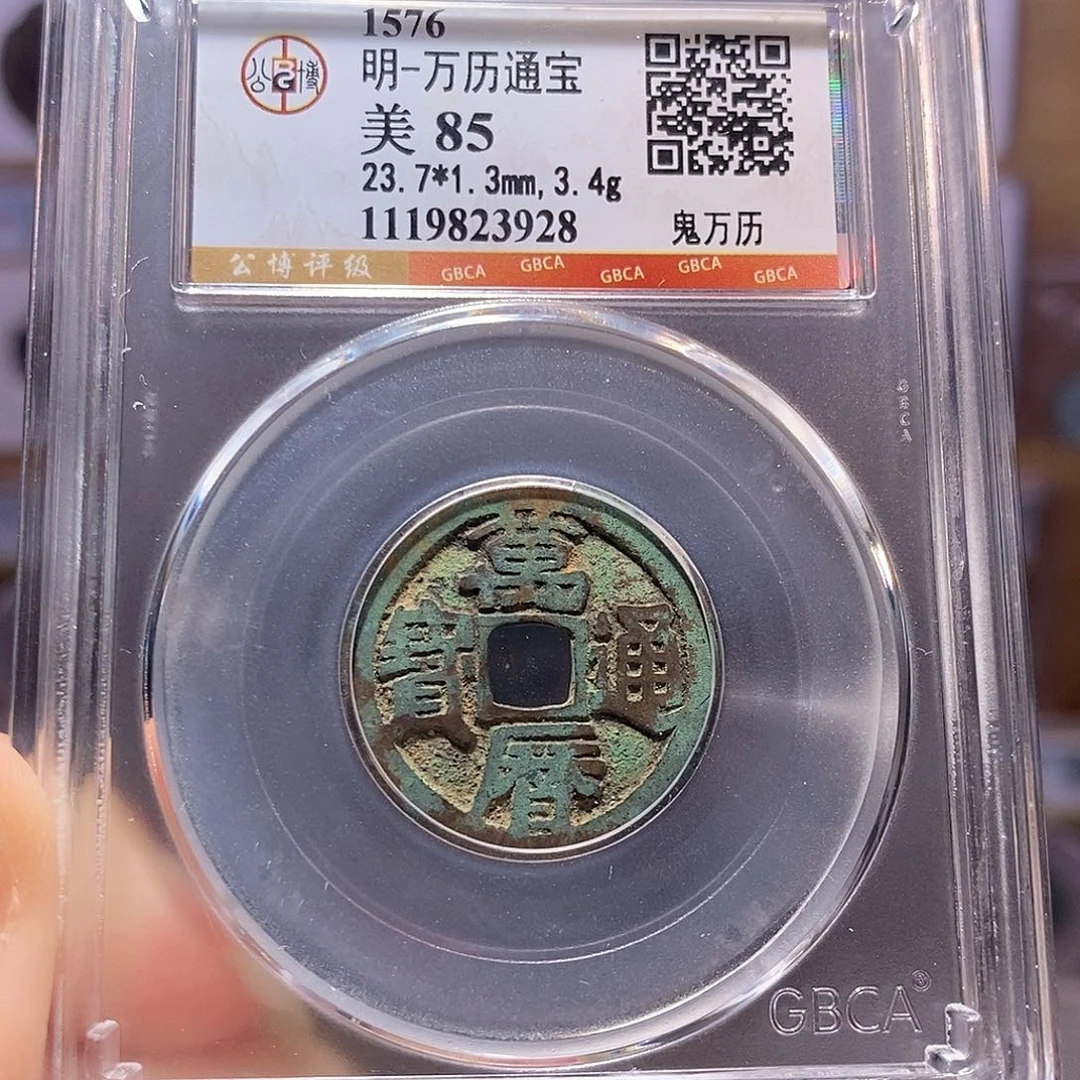 1576
公博
BG
明-万历通宝
美 85
23.7*1.3mm,3.4g
1119823928
鬼万历
公博评级
GBCA GBCA GBCA GBCA GBCA
GBCA
萬曆通寶
GBCA®